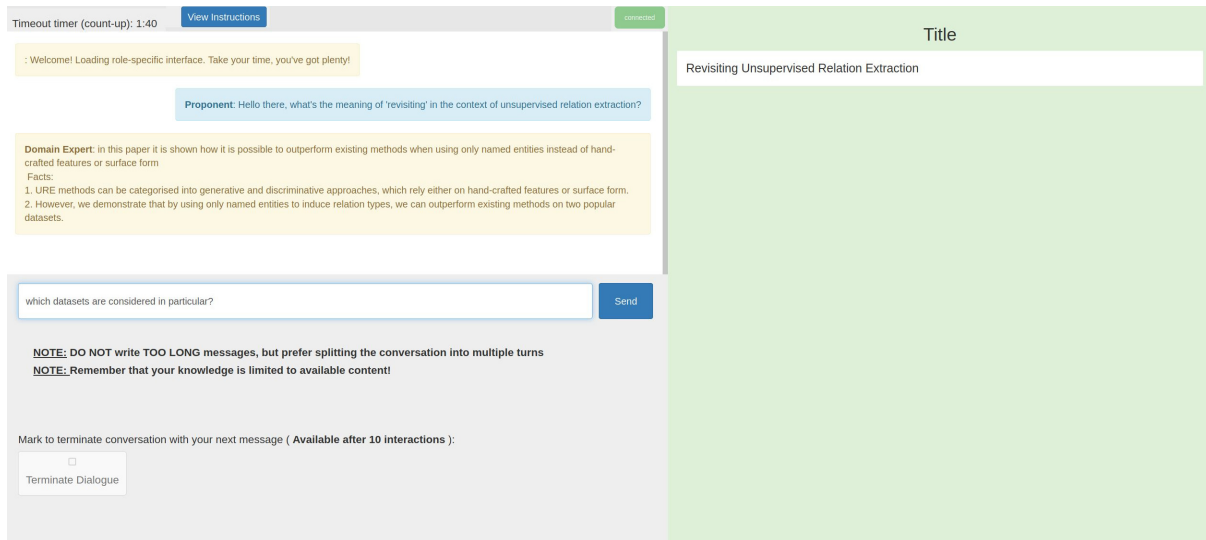 Timeout timer (count-up): 1:40
View Instructions
connected
: Welcome! Loading role-specific interface. Take your time, you've got plenty!
Proponent: Hello there, what's the meaning of 'revisiting' in the context of unsupervised relation extraction?
Domain Expert: in this paper it is shown how it is possible to outperform existing methods when using only named entities instead of hand-
crafted features or surface form
Facts:
1. URE methods can be categorised into generative and discriminative approaches, which rely either on hand-crafted features or surface form.
2. However, we demonstrate that by using only named entities to induce relation types, we can outperform existing methods on two popular
datasets.
which datasets are considered in particular?
Send
NOTE: DO NOT write TOO LONG messages, but prefer splitting the conversation into multiple turns
NOTE: Remember that your knowledge is limited to available content!
Mark to terminate conversation with your next message ( Available after 10 interactions ):
Terminate Dialogue
Title
Revisiting Unsupervised Relation Extraction